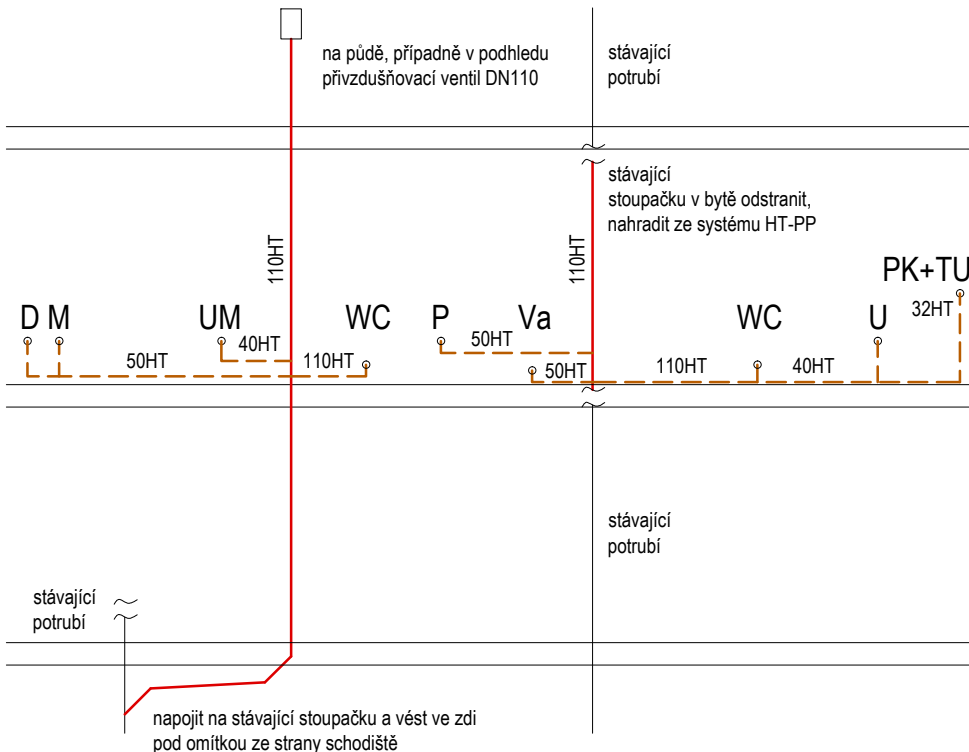 na půdě, případně v podhledu
přivzdušňovací ventil DN110
stávající
potrubí
stávající
stoupačku v bytě odstranit,
nahradit ze systému HT-PP
110HT
110HT
PK+TU
32HT
D M UM WC P Va WC U
40HT
50HT
50HT
110HT
50HT
110HT
40HT
stávající
potrubí
stávající
potrubí
napojit na stávající stoupačku a vést ve zdi
pod omítkou ze strany schodiště